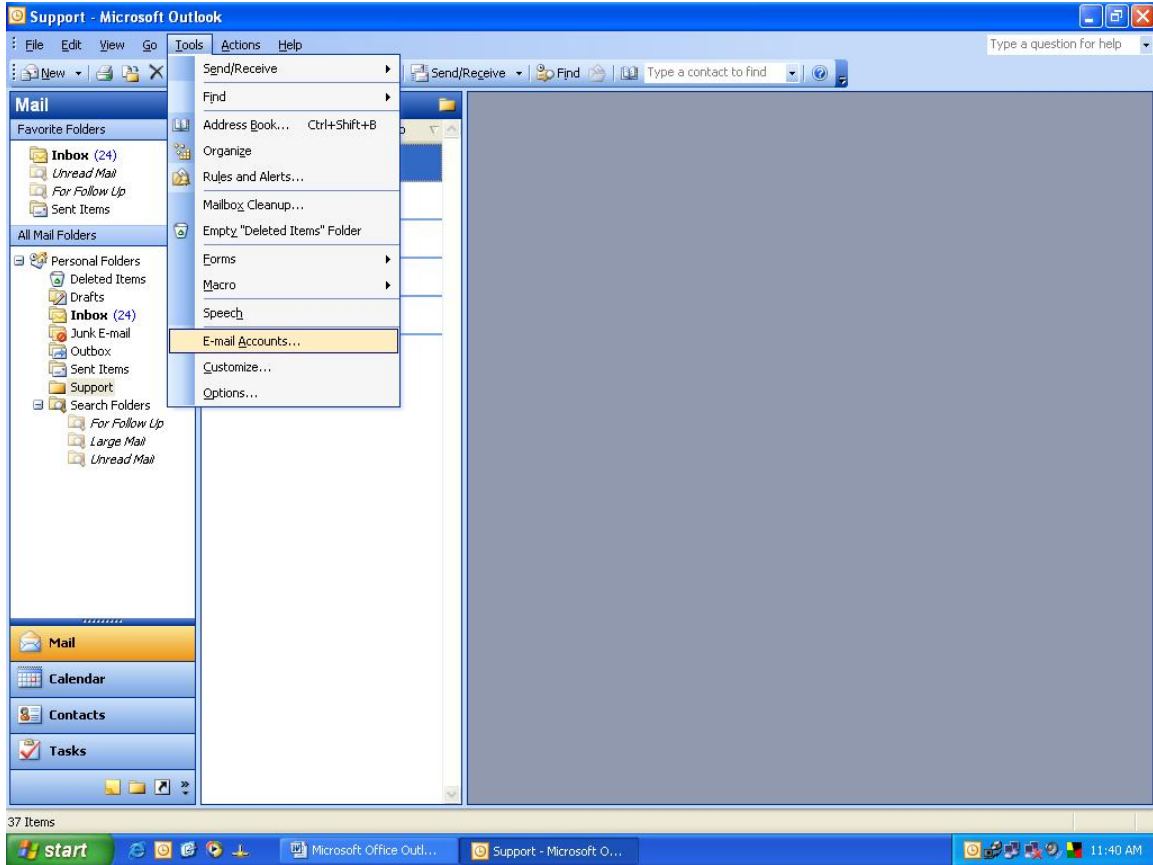 Support - Microsoft Outlook
File Edit View Go Tools Actions Help Type a question for help
New Send/Receive Find Type a contact to find
Mail
Favorite Folders
Inbox (24)
Unread Mail
For Follow Up
Sent Items
All Mail Folders
Personal Folders
Deleted Items
Drafts
Inbox (24)
Junk E-mail
Outbox
Sent Items
Support
Search Folders
For Follow Up
Large Mail
Unread Mail
Send/Receive
Find
Address Book... Ctrl+Shift+B
Organize
Rules and Alerts...
Mailbox Cleanup...
Empty "Deleted Items" Folder
Forms
Macro
Speech
E-mail Accounts...
Customize...
Options...
Mail
Calendar
Contacts
Tasks
37 Items
start Microsoft Office Outl... Support - Microsoft O... 11:40 AM